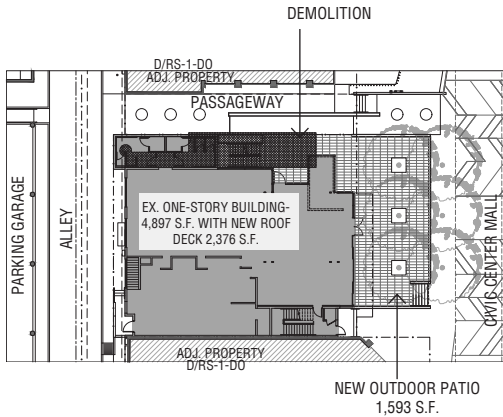 DEMOLITION
D/RS-1-DO
ADJ. PROPERTY
PASSAGEWAY
PARKING GARAGE
ALLEY
EX. ONE-STORY BUILDING-
4,897 S.F. WITH NEW ROOF
DECK 2,376 S.F.
CIVIC CENTER MALL
ADJ. PROPERTY
D/RS-1-DO
NEW OUTDOOR PATIO
1,593 S.F.